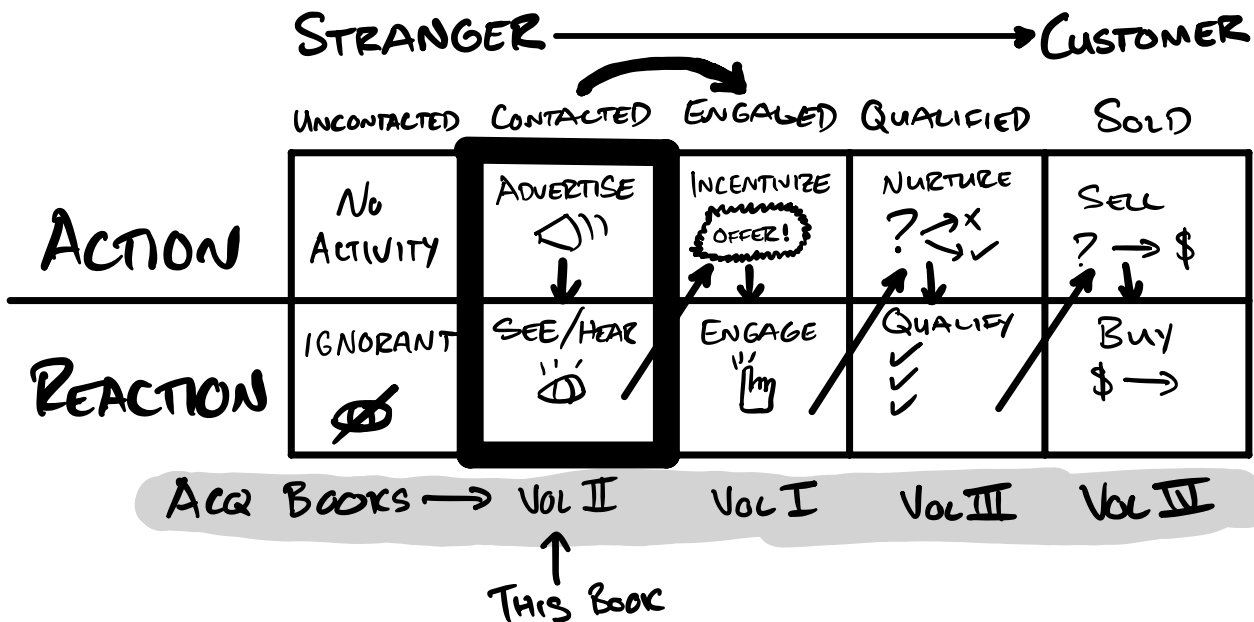 STRANGER → CUSTOMER
UNCONTACTED CONTACTED ENGAGED QUALIFIED SOLD
ACTION
NO ACTIVITY
ADVERTISE
INCENTIVIZE
OFFER!
NURTURE
? X ✓
SELL
? → $
REACTION
IGNORANT
SEE/HEAR
ENGAGE
QUALIFY
✓
✓
✓
BUY
$ →
ACQ BOOKS → VOL II VOL I VOL III VOL IV
THIS BOOK